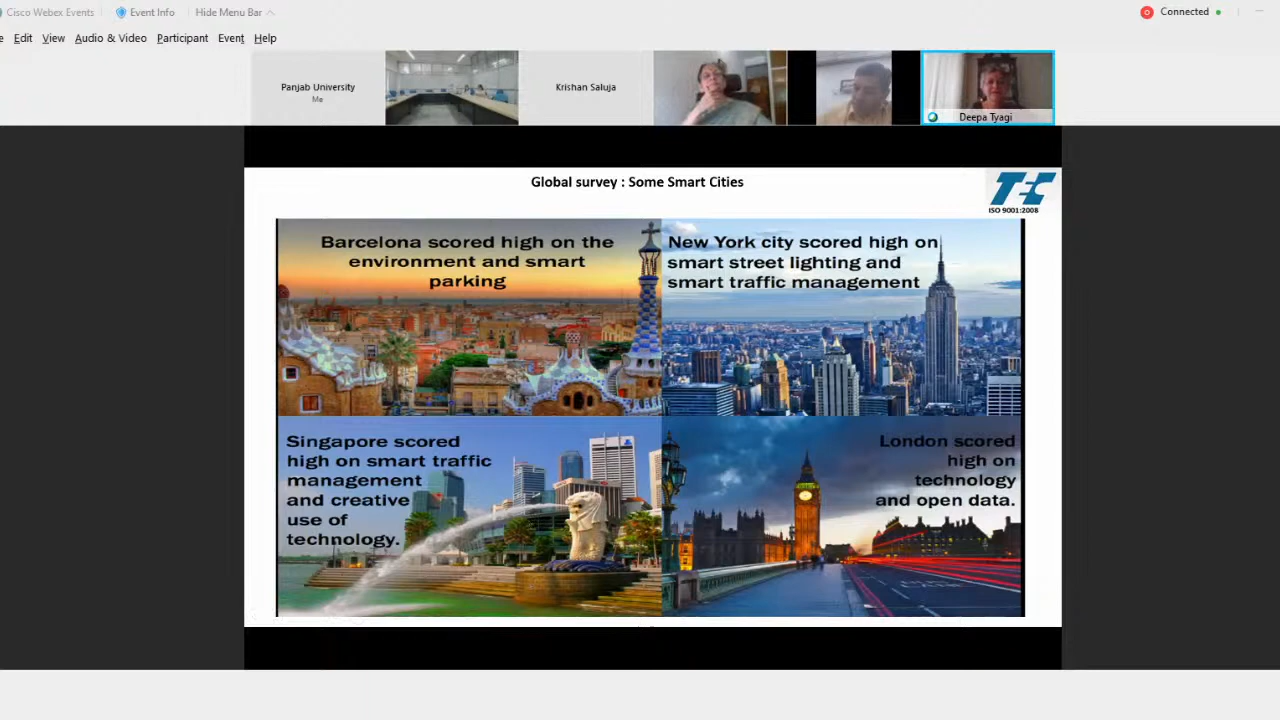 Cisco Webex Events
Event Info
Hide Menu Bar
Connected
e Edit View Audio & Video Participant Event Help
Panjab University
Me
Krishan Saluja
Deepa Tyagi
Global survey : Some Smart Cities
TEC
ISO 9001:2008
Barcelona scored high on the
environment and smart
parking
New York city scored high on
smart street lighting and
smart traffic management
Singapore scored
high on smart traffic
management
and creative
use of
technology.
London scored
high on
technology
and open data.